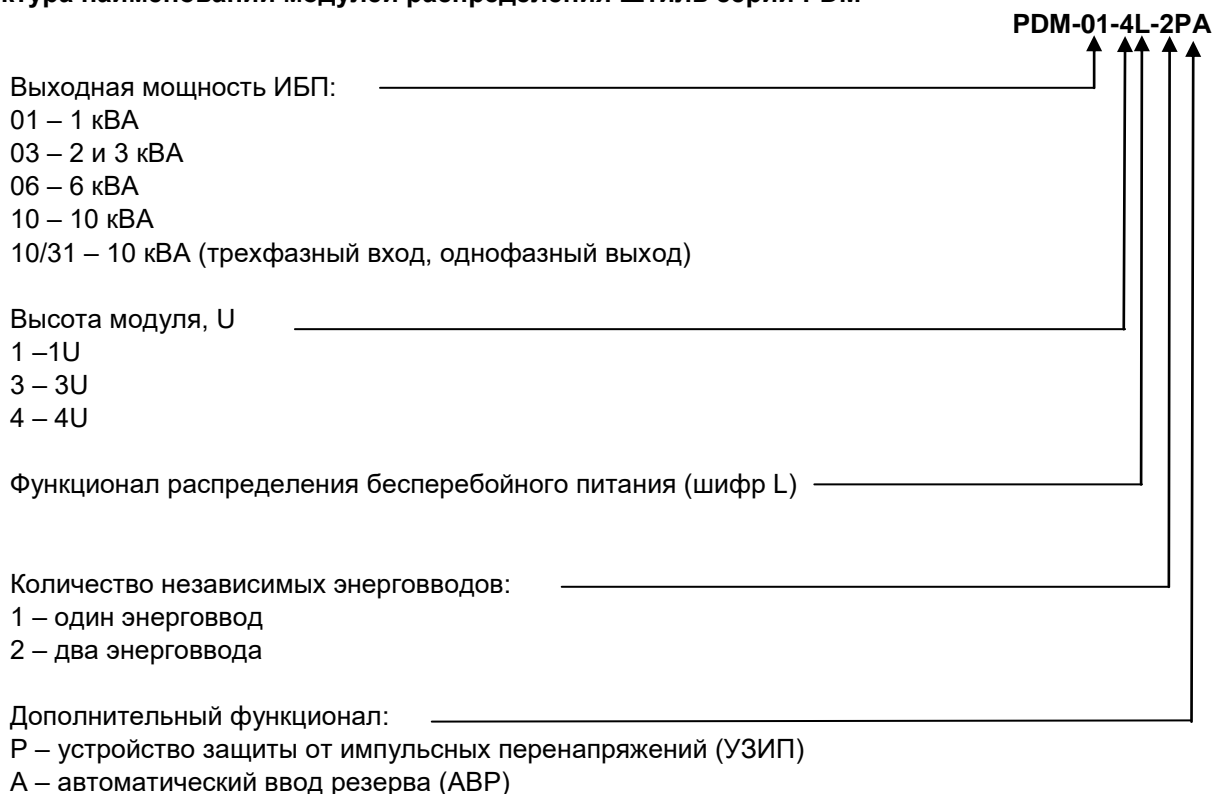 PDM-01-4L-2PA
Выходная мощность ИБП:
01 – 1 кВА
03 – 2 и 3 кВА
06 – 6 кВА
10 – 10 кВА
10/31 – 10 кВА (трехфазный вход, однофазный выход)
Высота модуля, U
1 –1U
3 – 3U
4 – 4U
Функционал распределения бесперебойного питания (шифр L)
Количество независимых энерговводов:
1 – один энерговвод
2 – два энерговвода
Дополнительный функционал:
P – устройство защиты от импульсных перенапряжений (УЗИП)
A – автоматический ввод резерва (АВР)